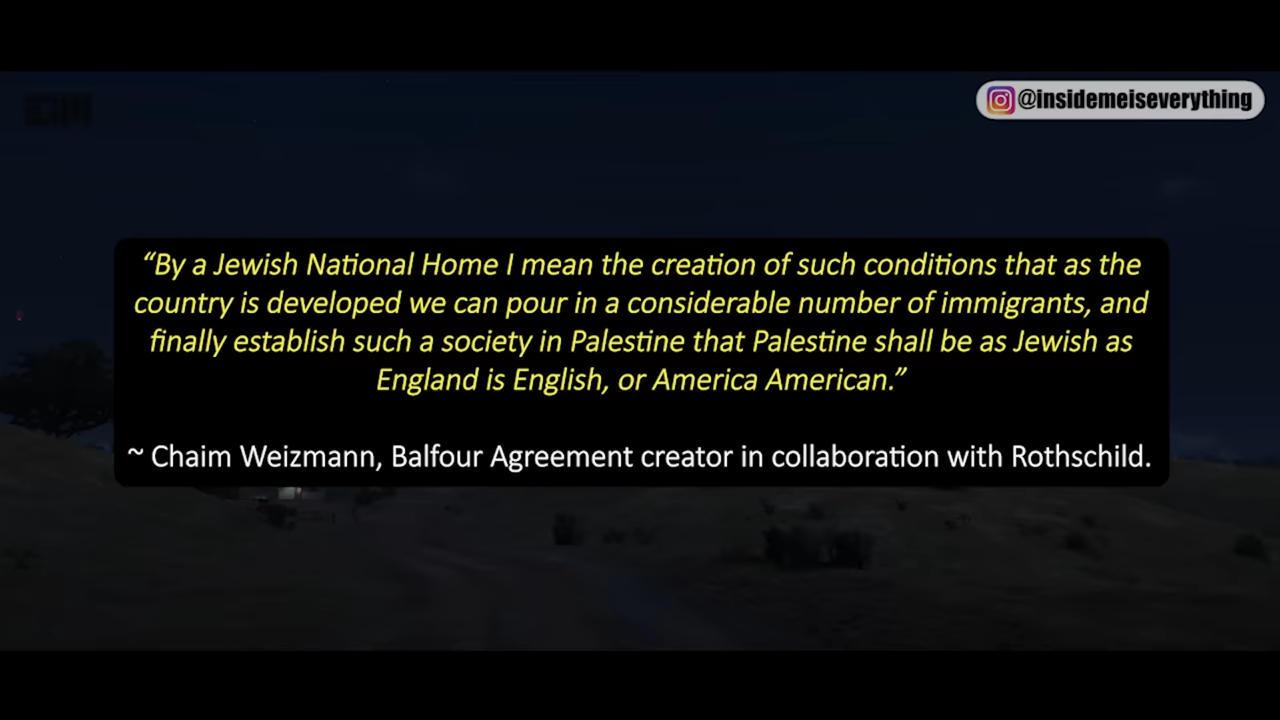 @insidemeiseverything
“By a Jewish National Home I mean the creation of such conditions that as the
country is developed we can pour in a considerable number of immigrants, and
finally establish such a society in Palestine that Palestine shall be as Jewish as
England is English, or America American.”
~ Chaim Weizmann, Balfour Agreement creator in collaboration with Rothschild.